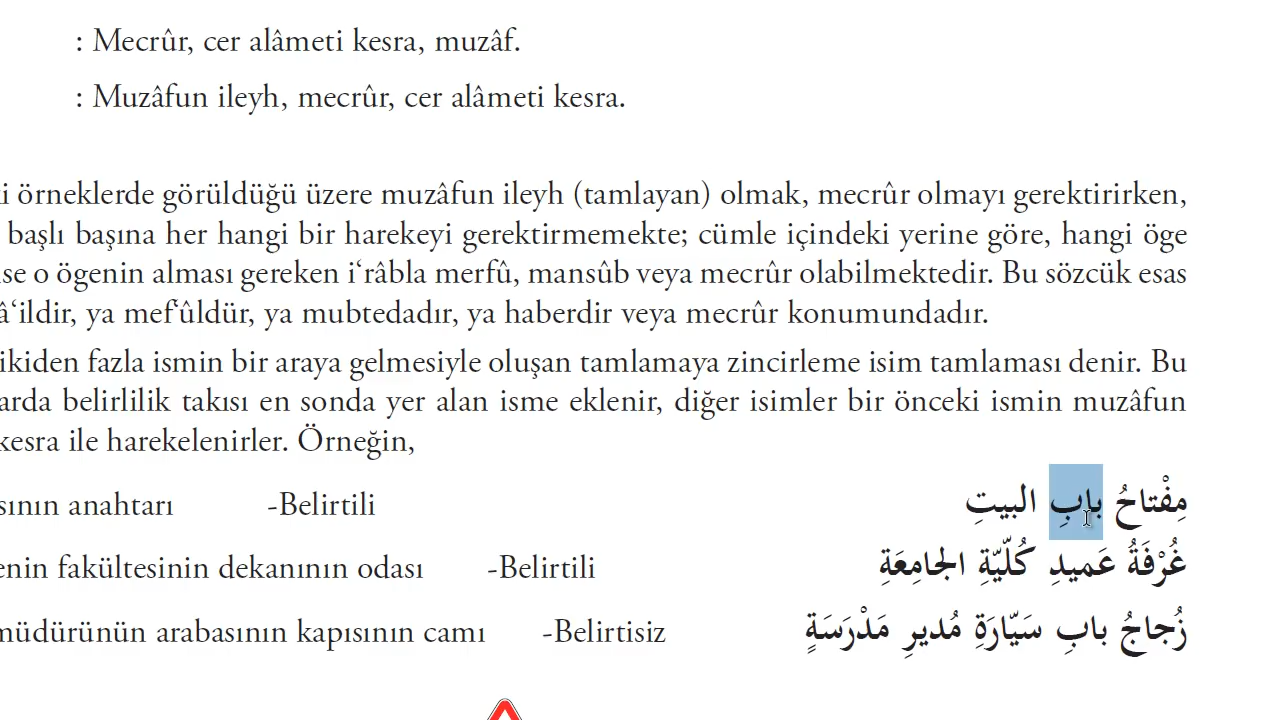 : Mecrûr, cer alâmeti kesra, muzâf.
: Muzâfun ileyh, mecrûr, cer alâmeti kesra.
örneklerde görüldüğü üzere muzâfun ileyh (tamlayan) olmak, mecrûr olmayı gerektirirken,
başlı başına her hangi bir harekeyi gerektirmemekte; cümle içindeki yerine göre, hangi öge
ise o ögenin alması gereken i‘râbla merfû, mansûb veya mecrûr olabilmektedir. Bu sözcük esas
â‘ildir, ya mef‘ûldür, ya mubtedadır, ya haberdir veya mecrûr konumundadır.
ikiden fazla ismin bir araya gelmesiyle oluşan tamlamaya zincirleme isim tamlaması denir. Bu
arda belirlilik takısı en sonda yer alan isme eklenir, diğer isimler bir önceki ismin muzâfun
kesra ile harekelenirler. Örneğin,
sının anahtarı -Belirtili مِفْتاحُ بابِ البيتِ
enin fakültesinin dekanının odası -Belirtili غُرْفَةُ عَميدِ كُلّيّةِ الجامِعَةِ
müdürünün arabasının kapısının camı -Belirtisiz زُجاجُ بابِ سَيّارَةِ مُديرِ مَدْرَسَةٍ